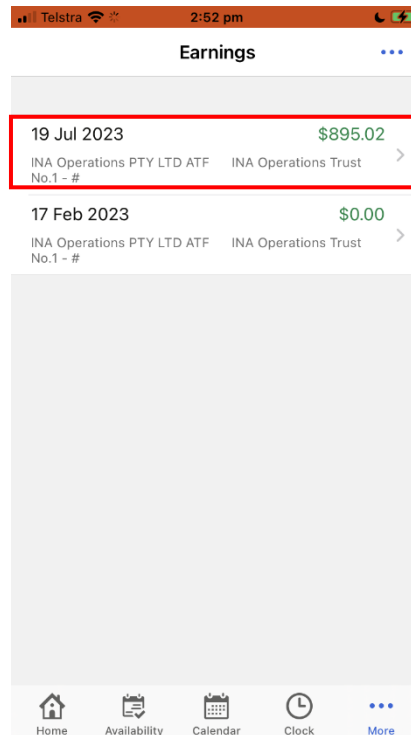 Telstra 2:52 pm
Earnings
19 Jul 2023 $895.02
INA Operations PTY LTD ATF INA Operations Trust
No.1 - #
17 Feb 2023 $0.00
INA Operations PTY LTD ATF INA Operations Trust
No.1 - #
Home Availability Calendar Clock More